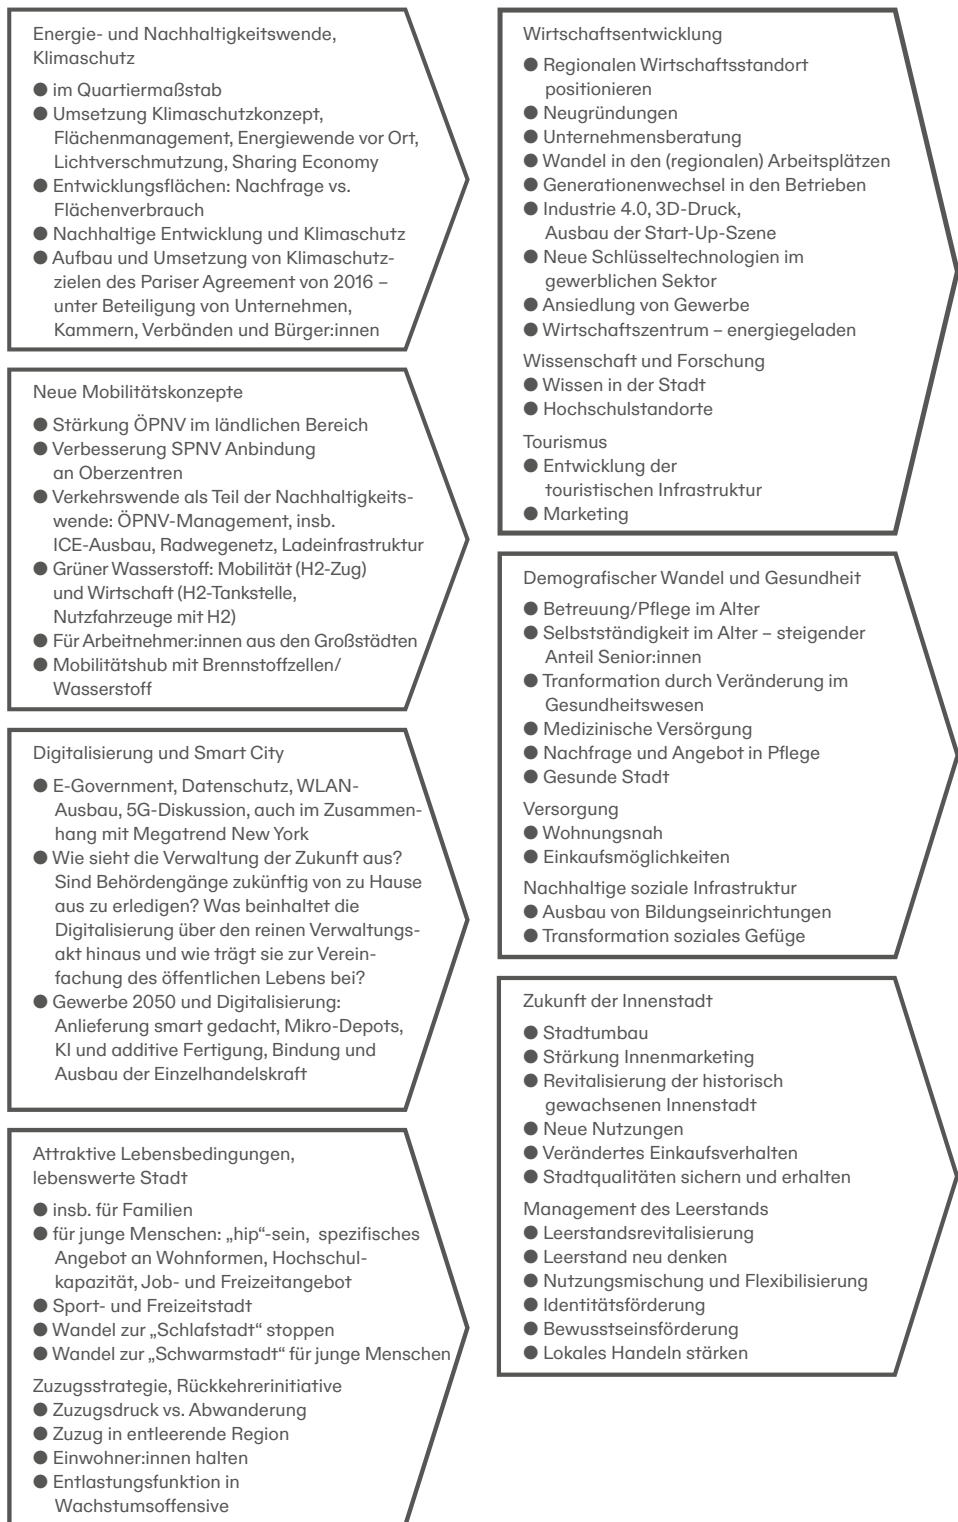 Energie- und Nachhaltigkeitswende,
Klimaschutz
● im Quartiermaßstab
● Umsetzung Klimaschutzkonzept,
Flächenmanagement, Energiewende vor Ort,
Lichtverschmutzung, Sharing Economy
● Entwicklungsflächen: Nachfrage vs.
Flächenverbrauch
● Nachhaltige Entwicklung und Klimaschutz
● Aufbau und Umsetzung von Klimaschutz-
zielen des Pariser Agreement von 2016 –
unter Beteiligung von Unternehmen,
Kammern, Verbänden und Bürger:innen
Neue Mobilitätskonzepte
● Stärkung ÖPNV im ländlichen Bereich
● Verbesserung SPNV Anbindung
an Oberzentren
● Verkehrswende als Teil der Nachhaltigkeits-
wende: ÖPNV-Management, insb.
ICE-Ausbau, Radwegenetz, Ladeinfrastruktur
● Grüner Wasserstoff: Mobilität (H2-Zug)
und Wirtschaft (H2-Tankstelle,
Nutzfahrzeuge mit H2)
● Für Arbeitnehmer:innen aus den Großstädten
● Mobilitätshub mit Brennstoffzellen/
Wasserstoff
Digitalisierung und Smart City
● E-Government, Datenschutz, WLAN-
Ausbau, 5G-Diskussion, auch im Zusammen-
hang mit Megatrend New York
● Wie sieht die Verwaltung der Zukunft aus?
Sind Behördengänge zukünftig von zu Hause
aus zu erledigen? Was beinhaltet die
Digitalisierung über den reinen Verwaltungs-
akt hinaus und wie trägt sie zur Verein-
fachung des öffentlichen Lebens bei?
● Gewerbe 2050 und Digitalisierung:
Anlieferung smart gedacht, Mikro-Depots,
KI und additive Fertigung, Bindung und
Ausbau der Einzelhandelskraft
Attraktive Lebensbedingungen,
lebenswerte Stadt
● insb. für Familien
● für junge Menschen: „hip“-sein, spezifisches
Angebot an Wohnformen, Hochschul-
kapazität, Job- und Freizeitangebot
● Sport- und Freizeitstadt
● Wandel zur „Schlafstadt“ stoppen
● Wandel zur „Schwarmstadt“ für junge Menschen
Zuzugsstrategie, Rückkehrerinitiative
● Zuzugsdruck vs. Abwanderung
● Zuzug in entleerende Region
● Einwohner:innen halten
● Entlastungsfunktion in
Wachstumsoffensive
Wirtschaftsentwicklung
● Regionalen Wirtschaftsstandort
positionieren
● Neugründungen
● Unternehmensberatung
● Wandel in den (regionalen) Arbeitsplätzen
● Generationenwechsel in den Betrieben
● Industrie 4.0, 3D-Druck,
Ausbau der Start-Up-Szene
● Neue Schlüsseltechnologien im
gewerblichen Sektor
● Ansiedlung von Gewerbe
● Wirtschaftszentrum – energiegeladen
Wissenschaft und Forschung
● Wissen in der Stadt
● Hochschulstandorte
Tourismus
● Entwicklung der
touristischen Infrastruktur
● Marketing
Demografischer Wandel und Gesundheit
● Betreuung/Pflege im Alter
● Selbstständigkeit im Alter – steigender
Anteil Senior:innen
● Tranformation durch Veränderung im
Gesundheitswesen
● Medizinische Versörgung
● Nachfrage und Angebot in Pflege
● Gesunde Stadt
Versorgung
● Wohnungsnah
● Einkaufsmöglichkeiten
Nachhaltige soziale Infrastruktur
● Ausbau von Bildungseinrichtungen
● Transformation soziales Gefüge
Zukunft der Innenstadt
● Stadtumbau
● Stärkung Innenmarketing
● Revitalisierung der historisch
gewachsenen Innenstadt
● Neue Nutzungen
● Verändertes Einkaufsverhalten
● Stadtqualitäten sichern und erhalten
Management des Leerstands
● Leerstandsrevitalisierung
● Leerstand neu denken
● Nutzungsmischung und Flexibilisierung
● Identitätsförderung
● Bewusstseinsförderung
● Lokales Handeln stärken